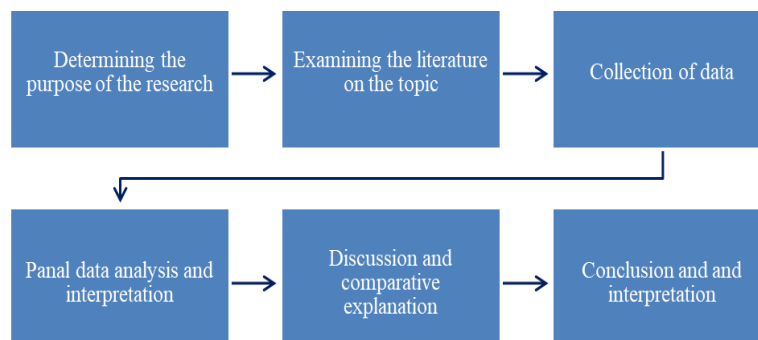 Determining the
purpose of the research
Examining the literature
on the topic
Collection of data
Panal data analysis and
interpretation
Discussion and
comparative
explanation
Conclusion and and
interpretation